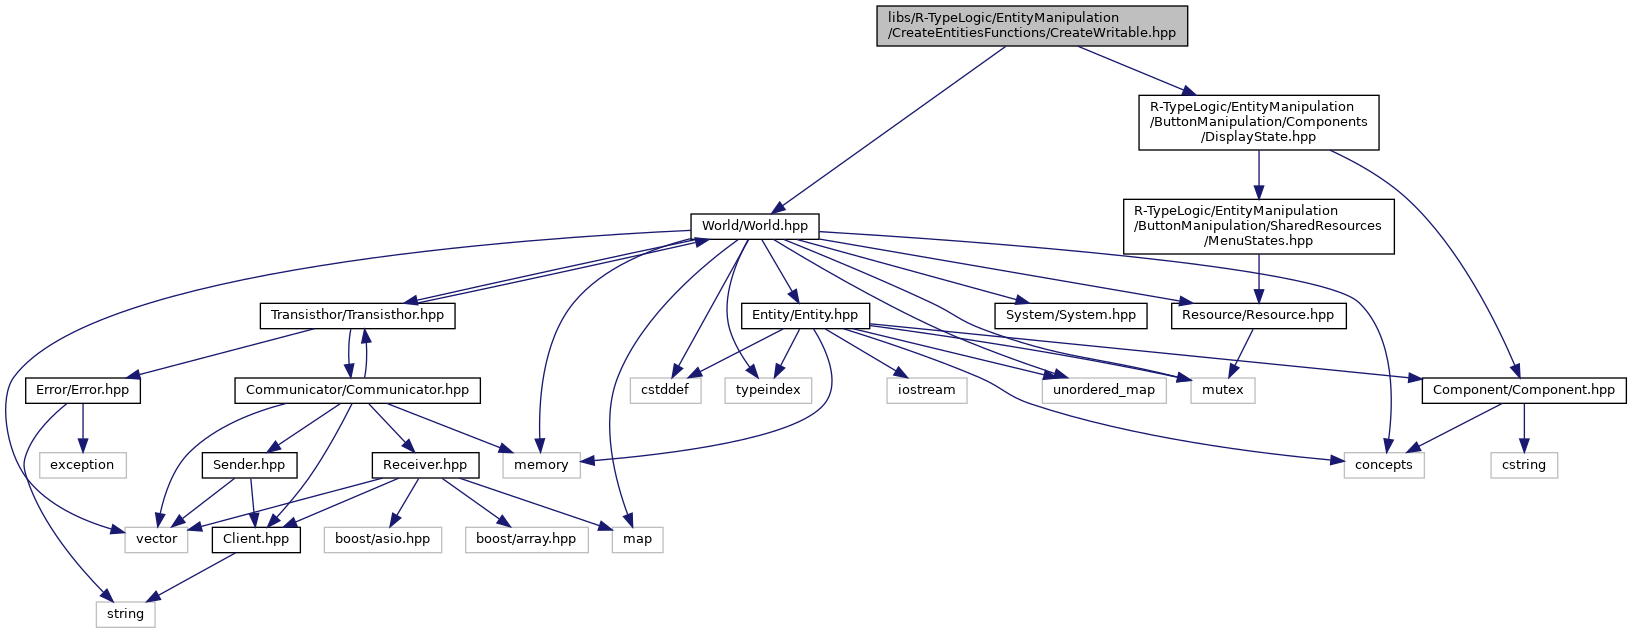 libs/R-TypeLogic/EntityManipulation
/CreateEntitiesFunctions/CreateWritable.hpp
R-TypeLogic/EntityManipulation
/ButtonManipulation/Components
/DisplayState.hpp
R-TypeLogic/EntityManipulation
/ButtonManipulation/SharedResources
/MenuStates.hpp
World/World.hpp
Transisthor/Transisthor.hpp
Entity/Entity.hpp
System/System.hpp
Resource/Resource.hpp
Error/Error.hpp
Communicator/Communicator.hpp
cstddef
typeindex
iostream
unordered_map
mutex
Component/Component.hpp
exception
Sender.hpp
Receiver.hpp
memory
concepts
cstring
vector
Client.hpp
boost/asio.hpp
boost/array.hpp
map
string